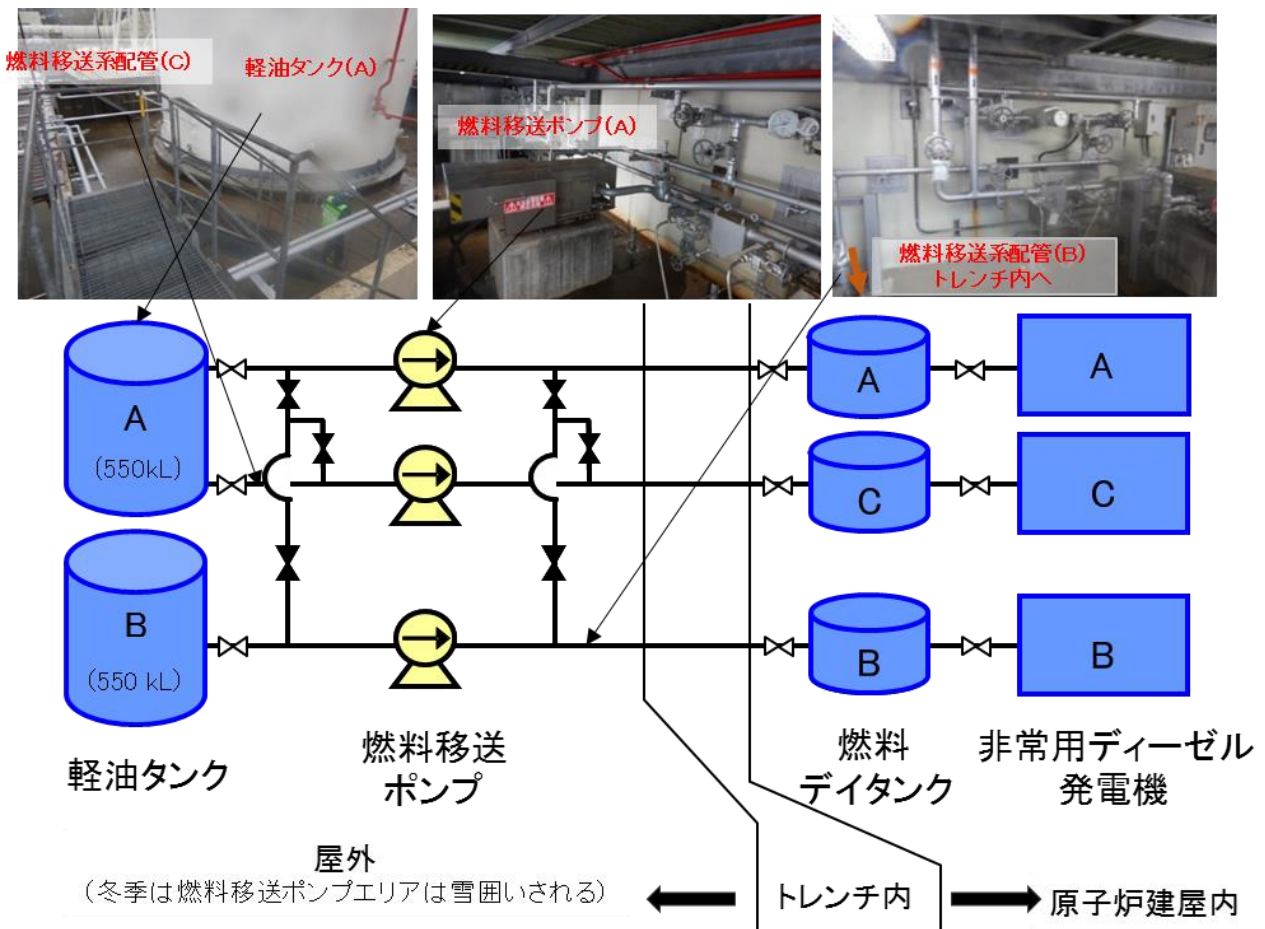 燃料移送系配管(C)
軽油タンク(A)
燃料移送ポンプ(A)
燃料移送系配管(B)
トレンチ内へ
A
(550kL)
B
(550 kL)
A
A
C
C
B
B
軽油タンク
燃料移送
ポンプ
燃料
デイタンク
非常用ディーゼル
発電機
屋外
(冬季は燃料移送ポンプエリアは雪囲いされる)
トレンチ内
原子炉建屋内